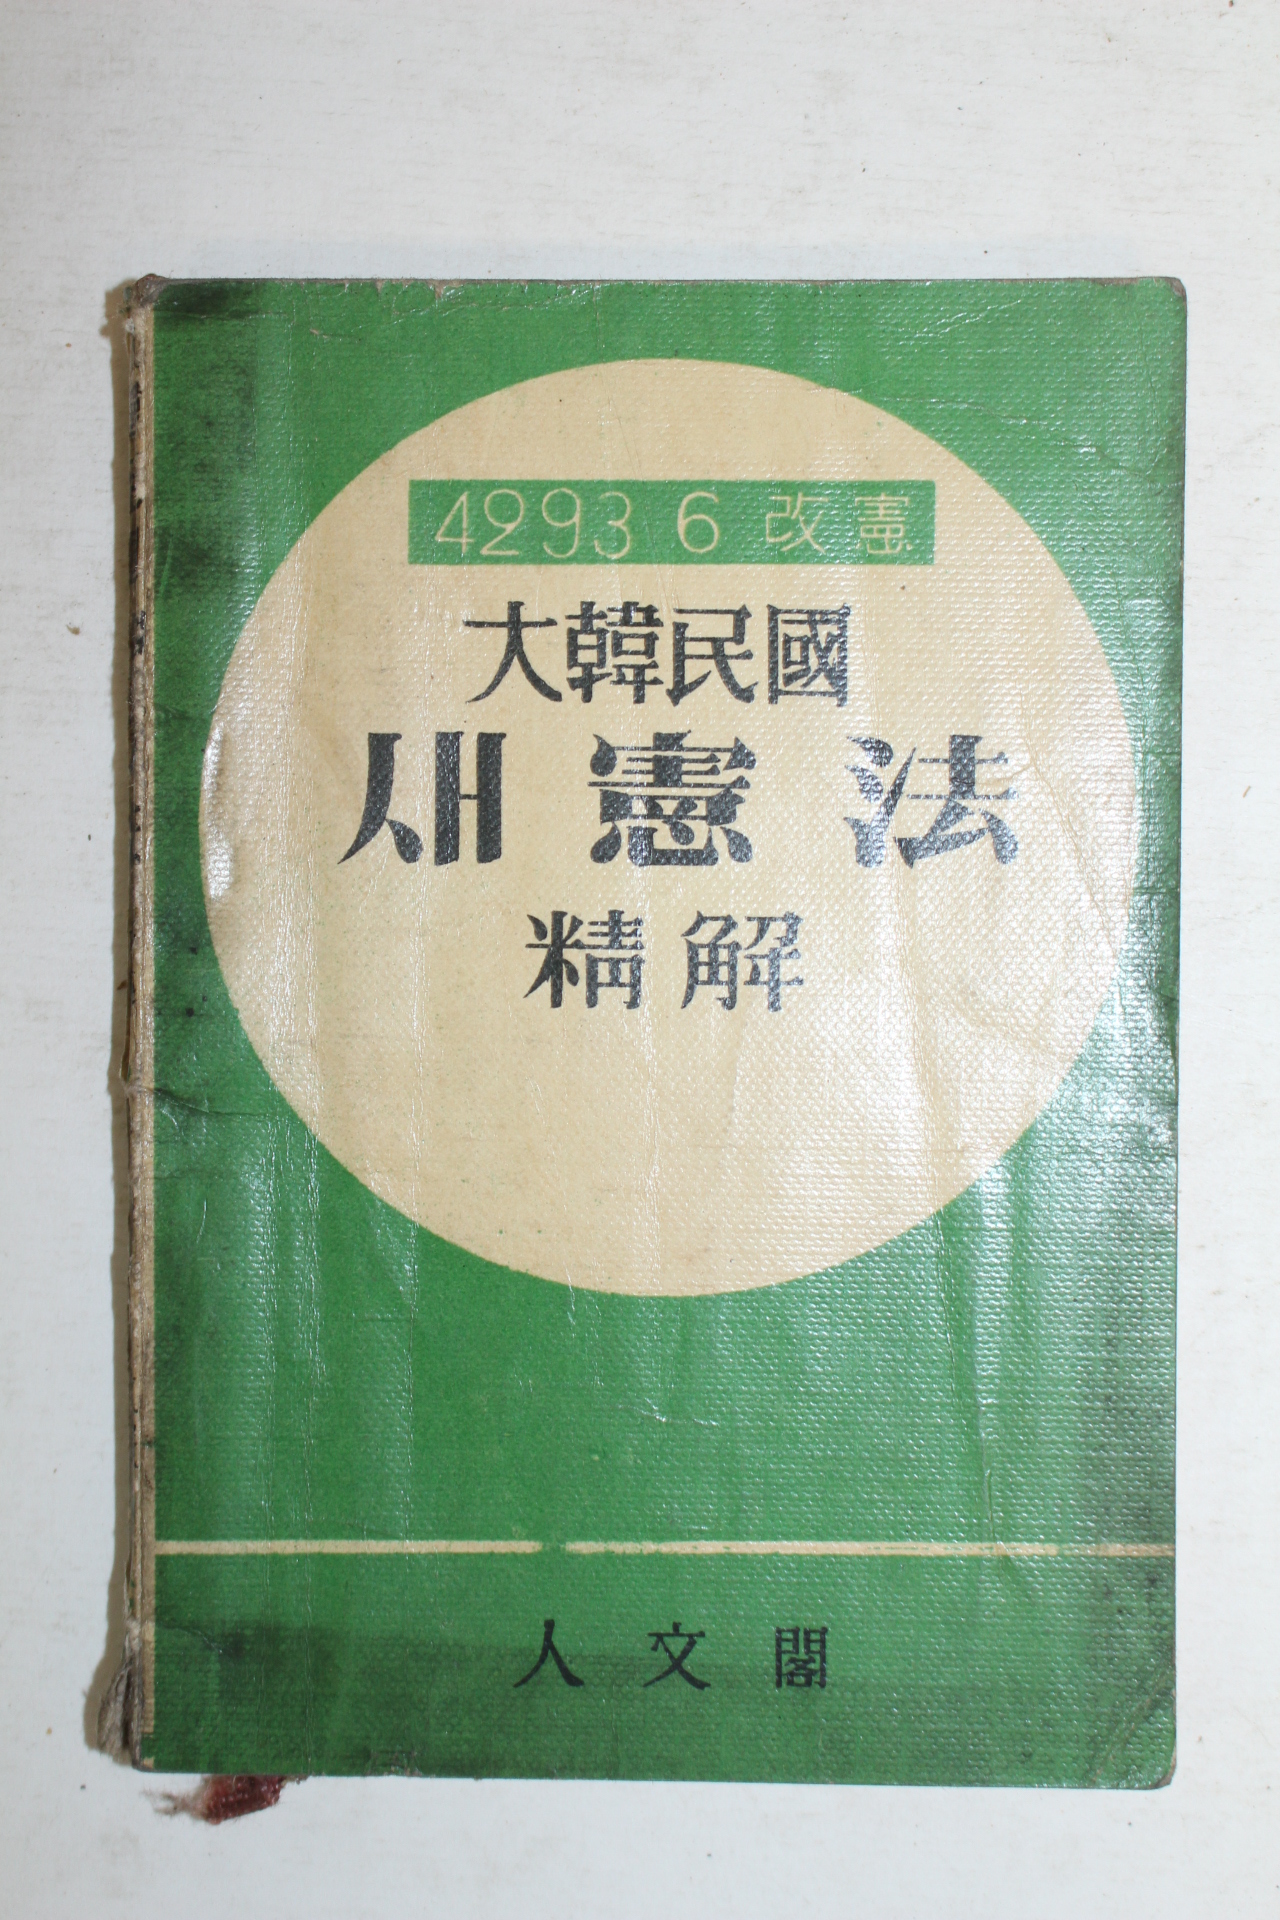 4293 6 改憲
大韓民國
새 憲 法
精 解
人 文 閣